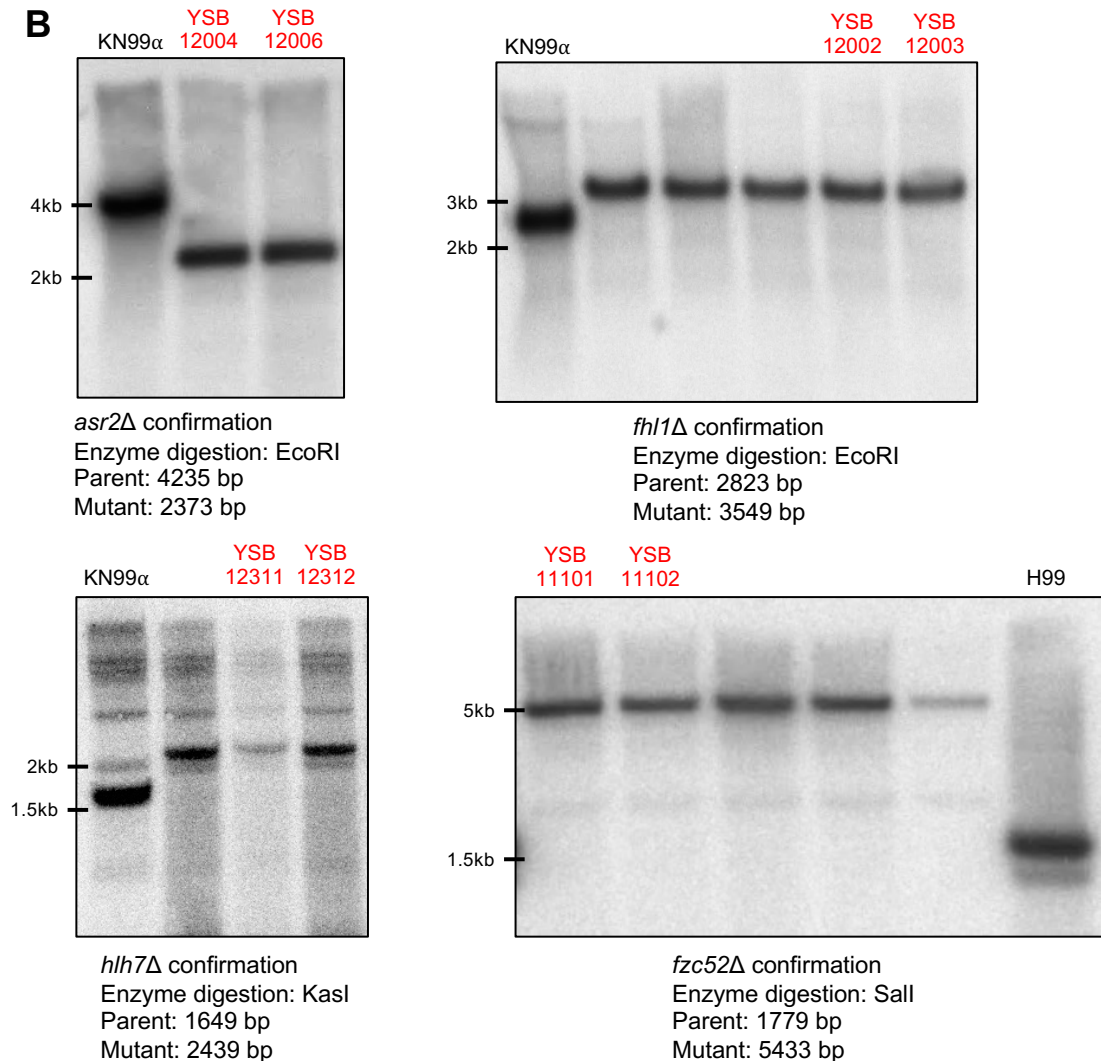 B
KN99α
YSB
12004
YSB
12006
4kb
2kb
asr2Δ confirmation
Enzyme digestion: EcoRI
Parent: 4235 bp
Mutant: 2373 bp
KN99α
YSB
12002
YSB
12003
3kb
2kb
fhl1Δ confirmation
Enzyme digestion: EcoRI
Parent: 2823 bp
Mutant: 3549 bp
KN99α
YSB
12311
YSB
12312
2kb
1.5kb
hlh7Δ confirmation
Enzyme digestion: KasI
Parent: 1649 bp
Mutant: 2439 bp
YSB
11101
YSB
11102
H99
5kb
1.5kb
fzc52Δ confirmation
Enzyme digestion: SalI
Parent: 1779 bp
Mutant: 5433 bp